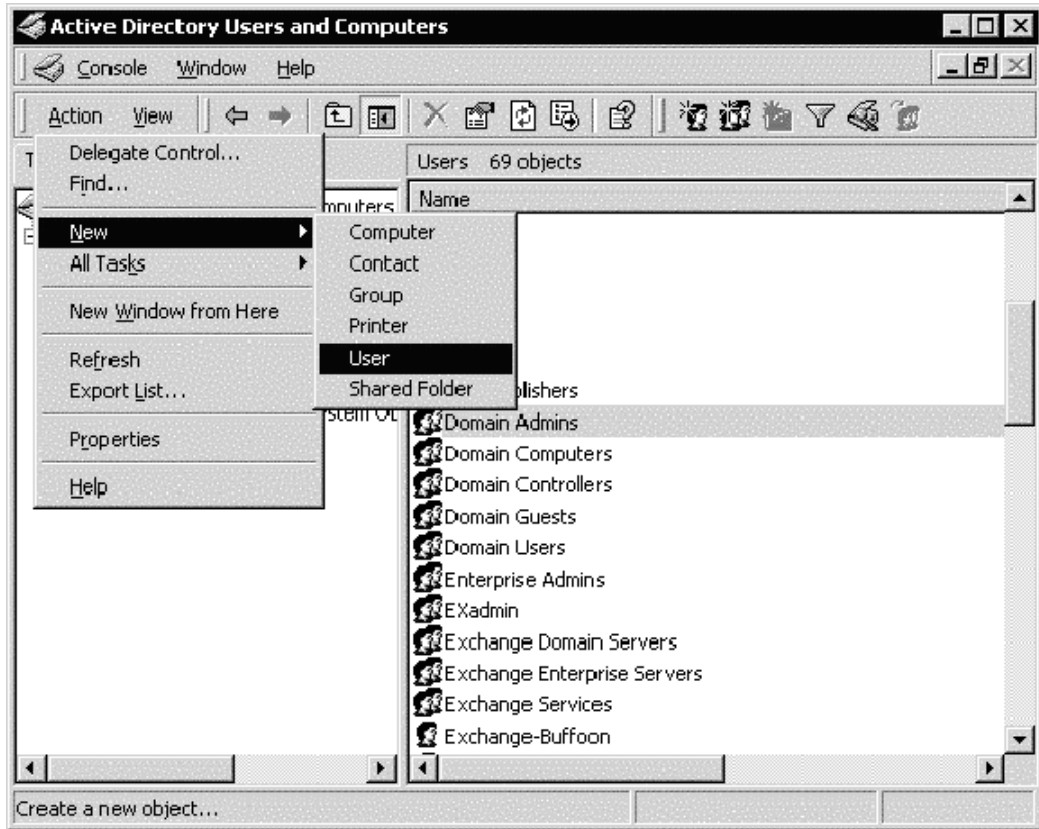 Active Directory Users and Computers
Console Window Help
Action View
Users 69 objects
Delegate Control...
Find...
New
All Tasks
New Window from Here
Refresh
Export List...
Properties
Help
Computer
Contact
Group
Printer
User
Shared Folder
Name
Domain Admins
Domain Computers
Domain Controllers
Domain Guests
Domain Users
Enterprise Admins
EXadmin
Exchange Domain Servers
Exchange Enterprise Servers
Exchange Services
Exchange-Buffoon
Create a new object...